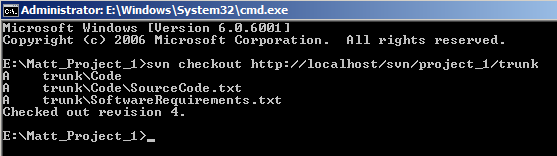 Administrator: E:\Windows\System32\cmd.exe
Microsoft Windows [Version 6.0.6001]
Copyright (c) 2006 Microsoft Corporation.  All rights reserved.
E:\Matt_Project_1>svn checkout http://localhost/svn/project_1/trunk
A    trunk\Code
A    trunk\Code\SourceCode.txt
A    trunk\SoftwareRequirements.txt
Checked out revision 4.
E:\Matt_Project_1>_